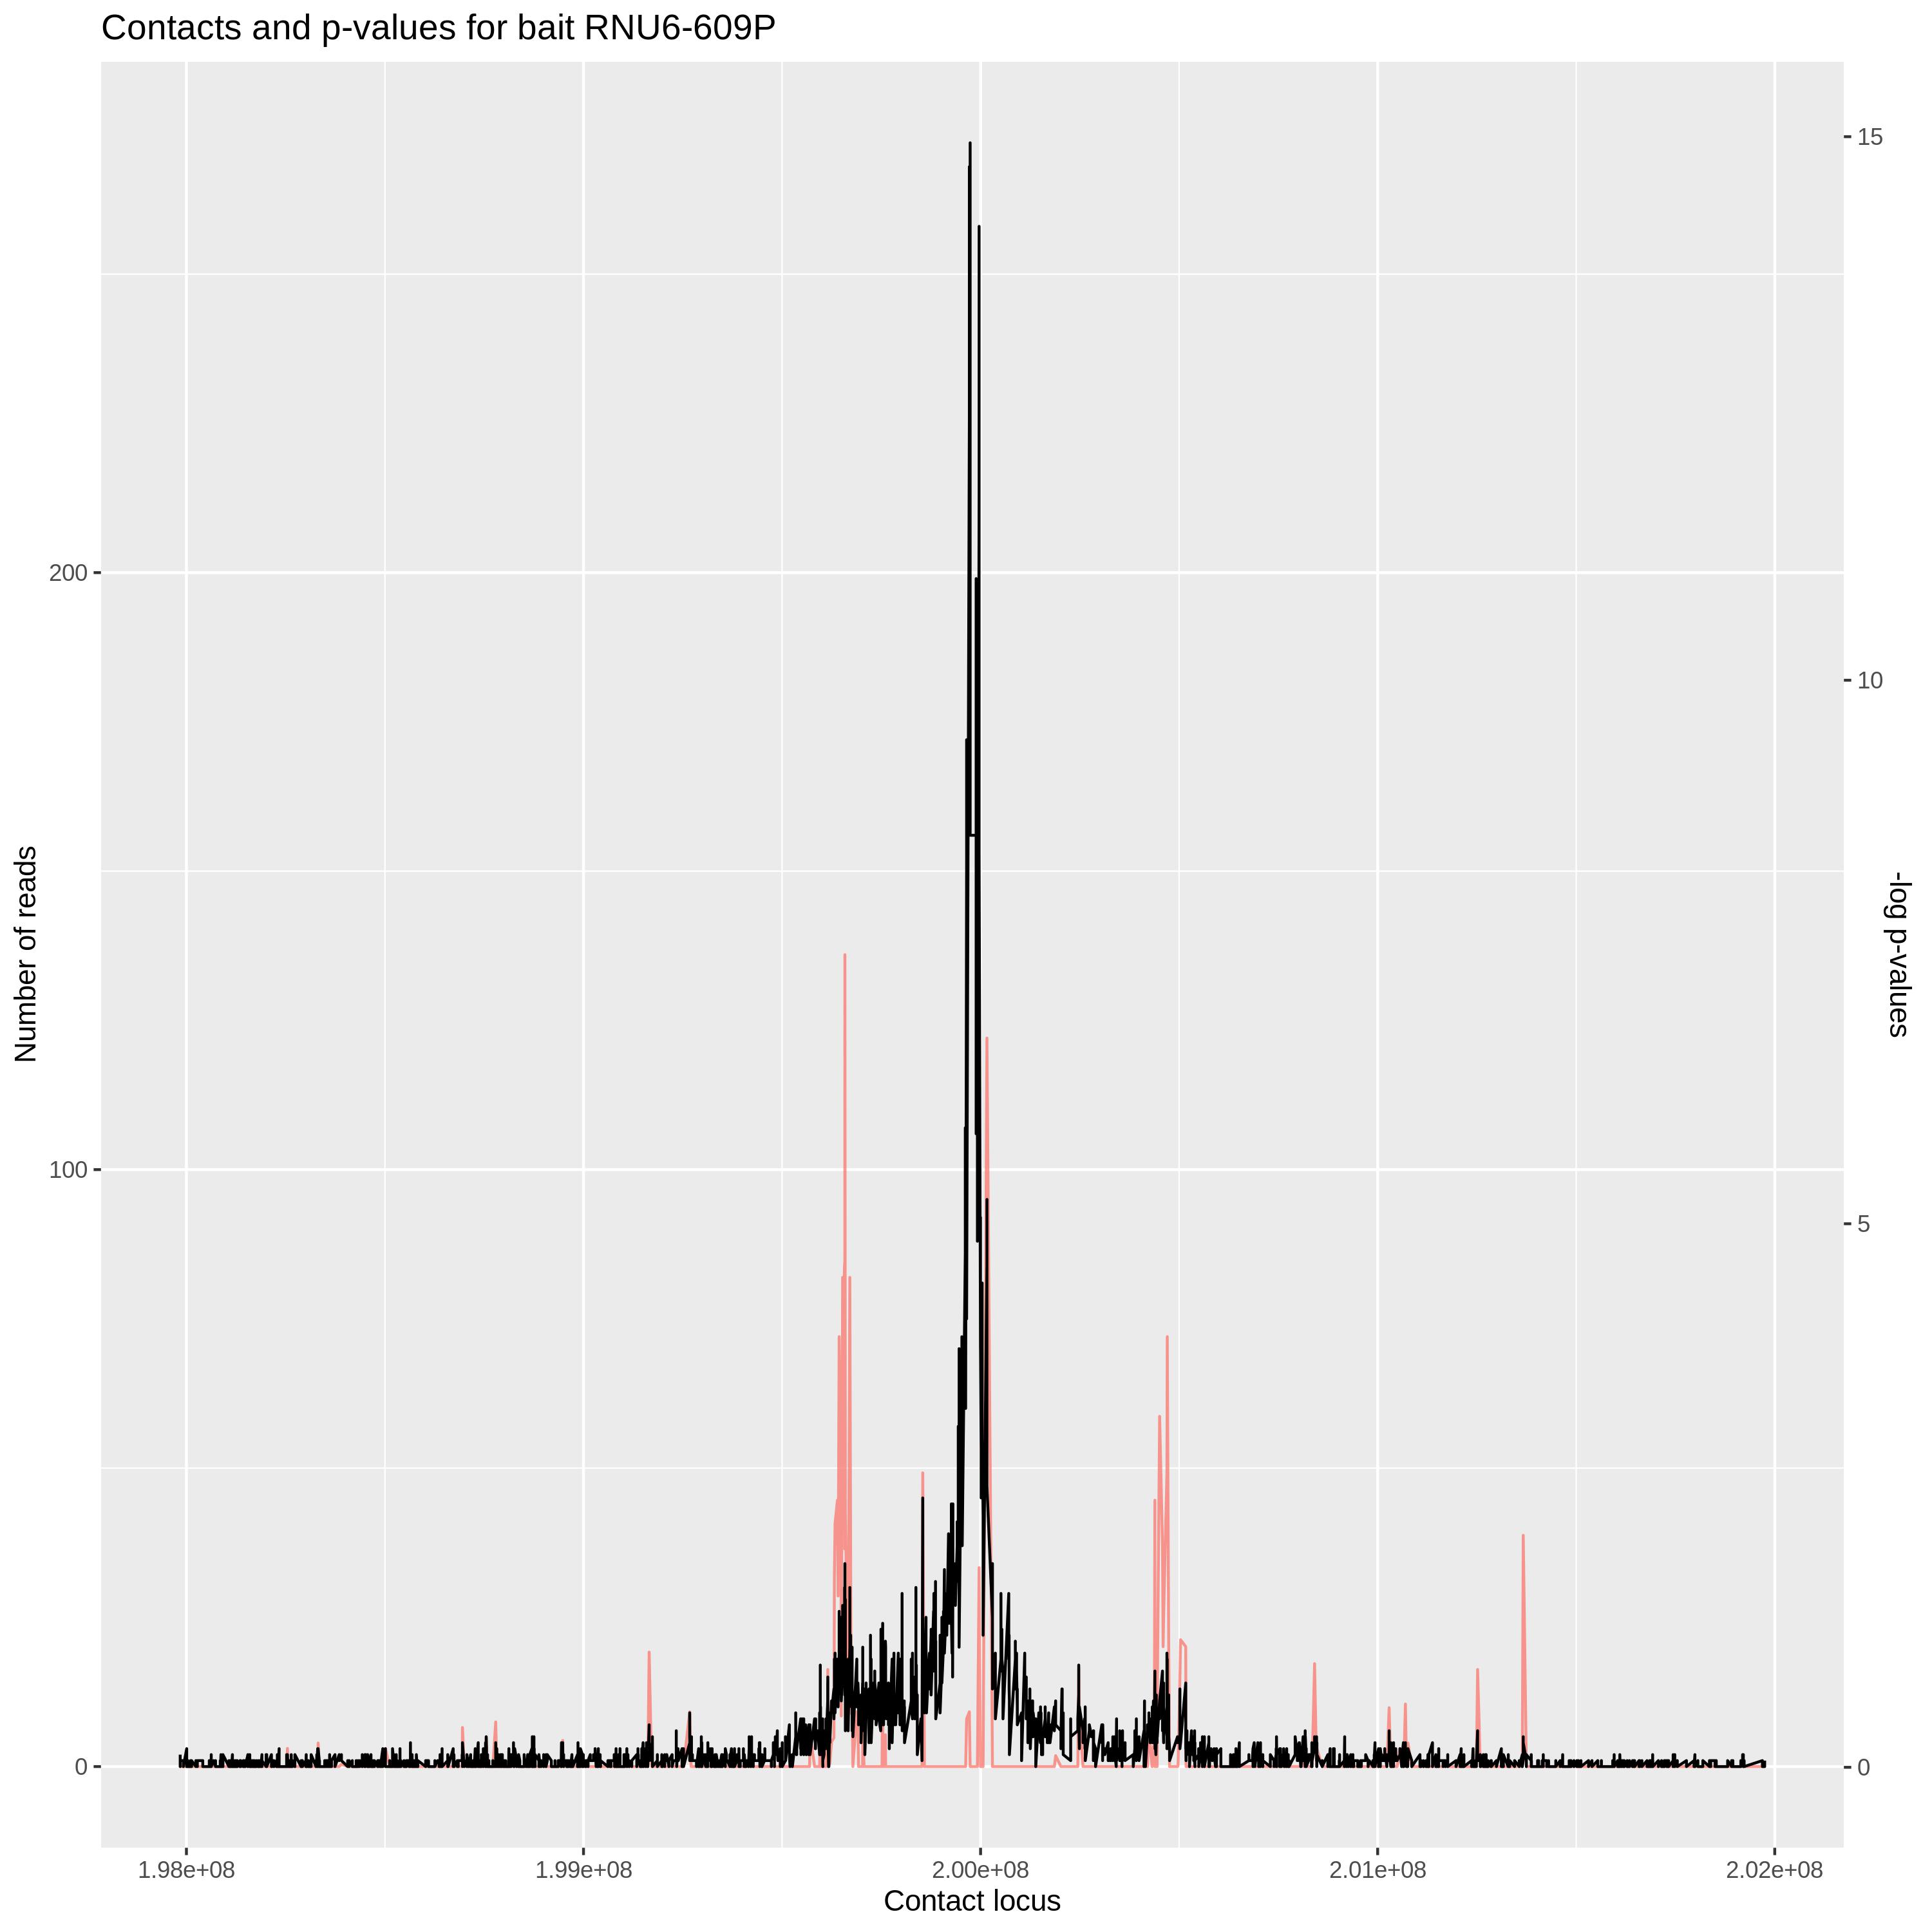 Contacts and p-values for bait RNU6-609P
Number of reads
200
100
0
15
10
5
0
-log p-values
1.98e+08 1.99e+08 2.00e+08 2.01e+08 2.02e+08
Contact locus